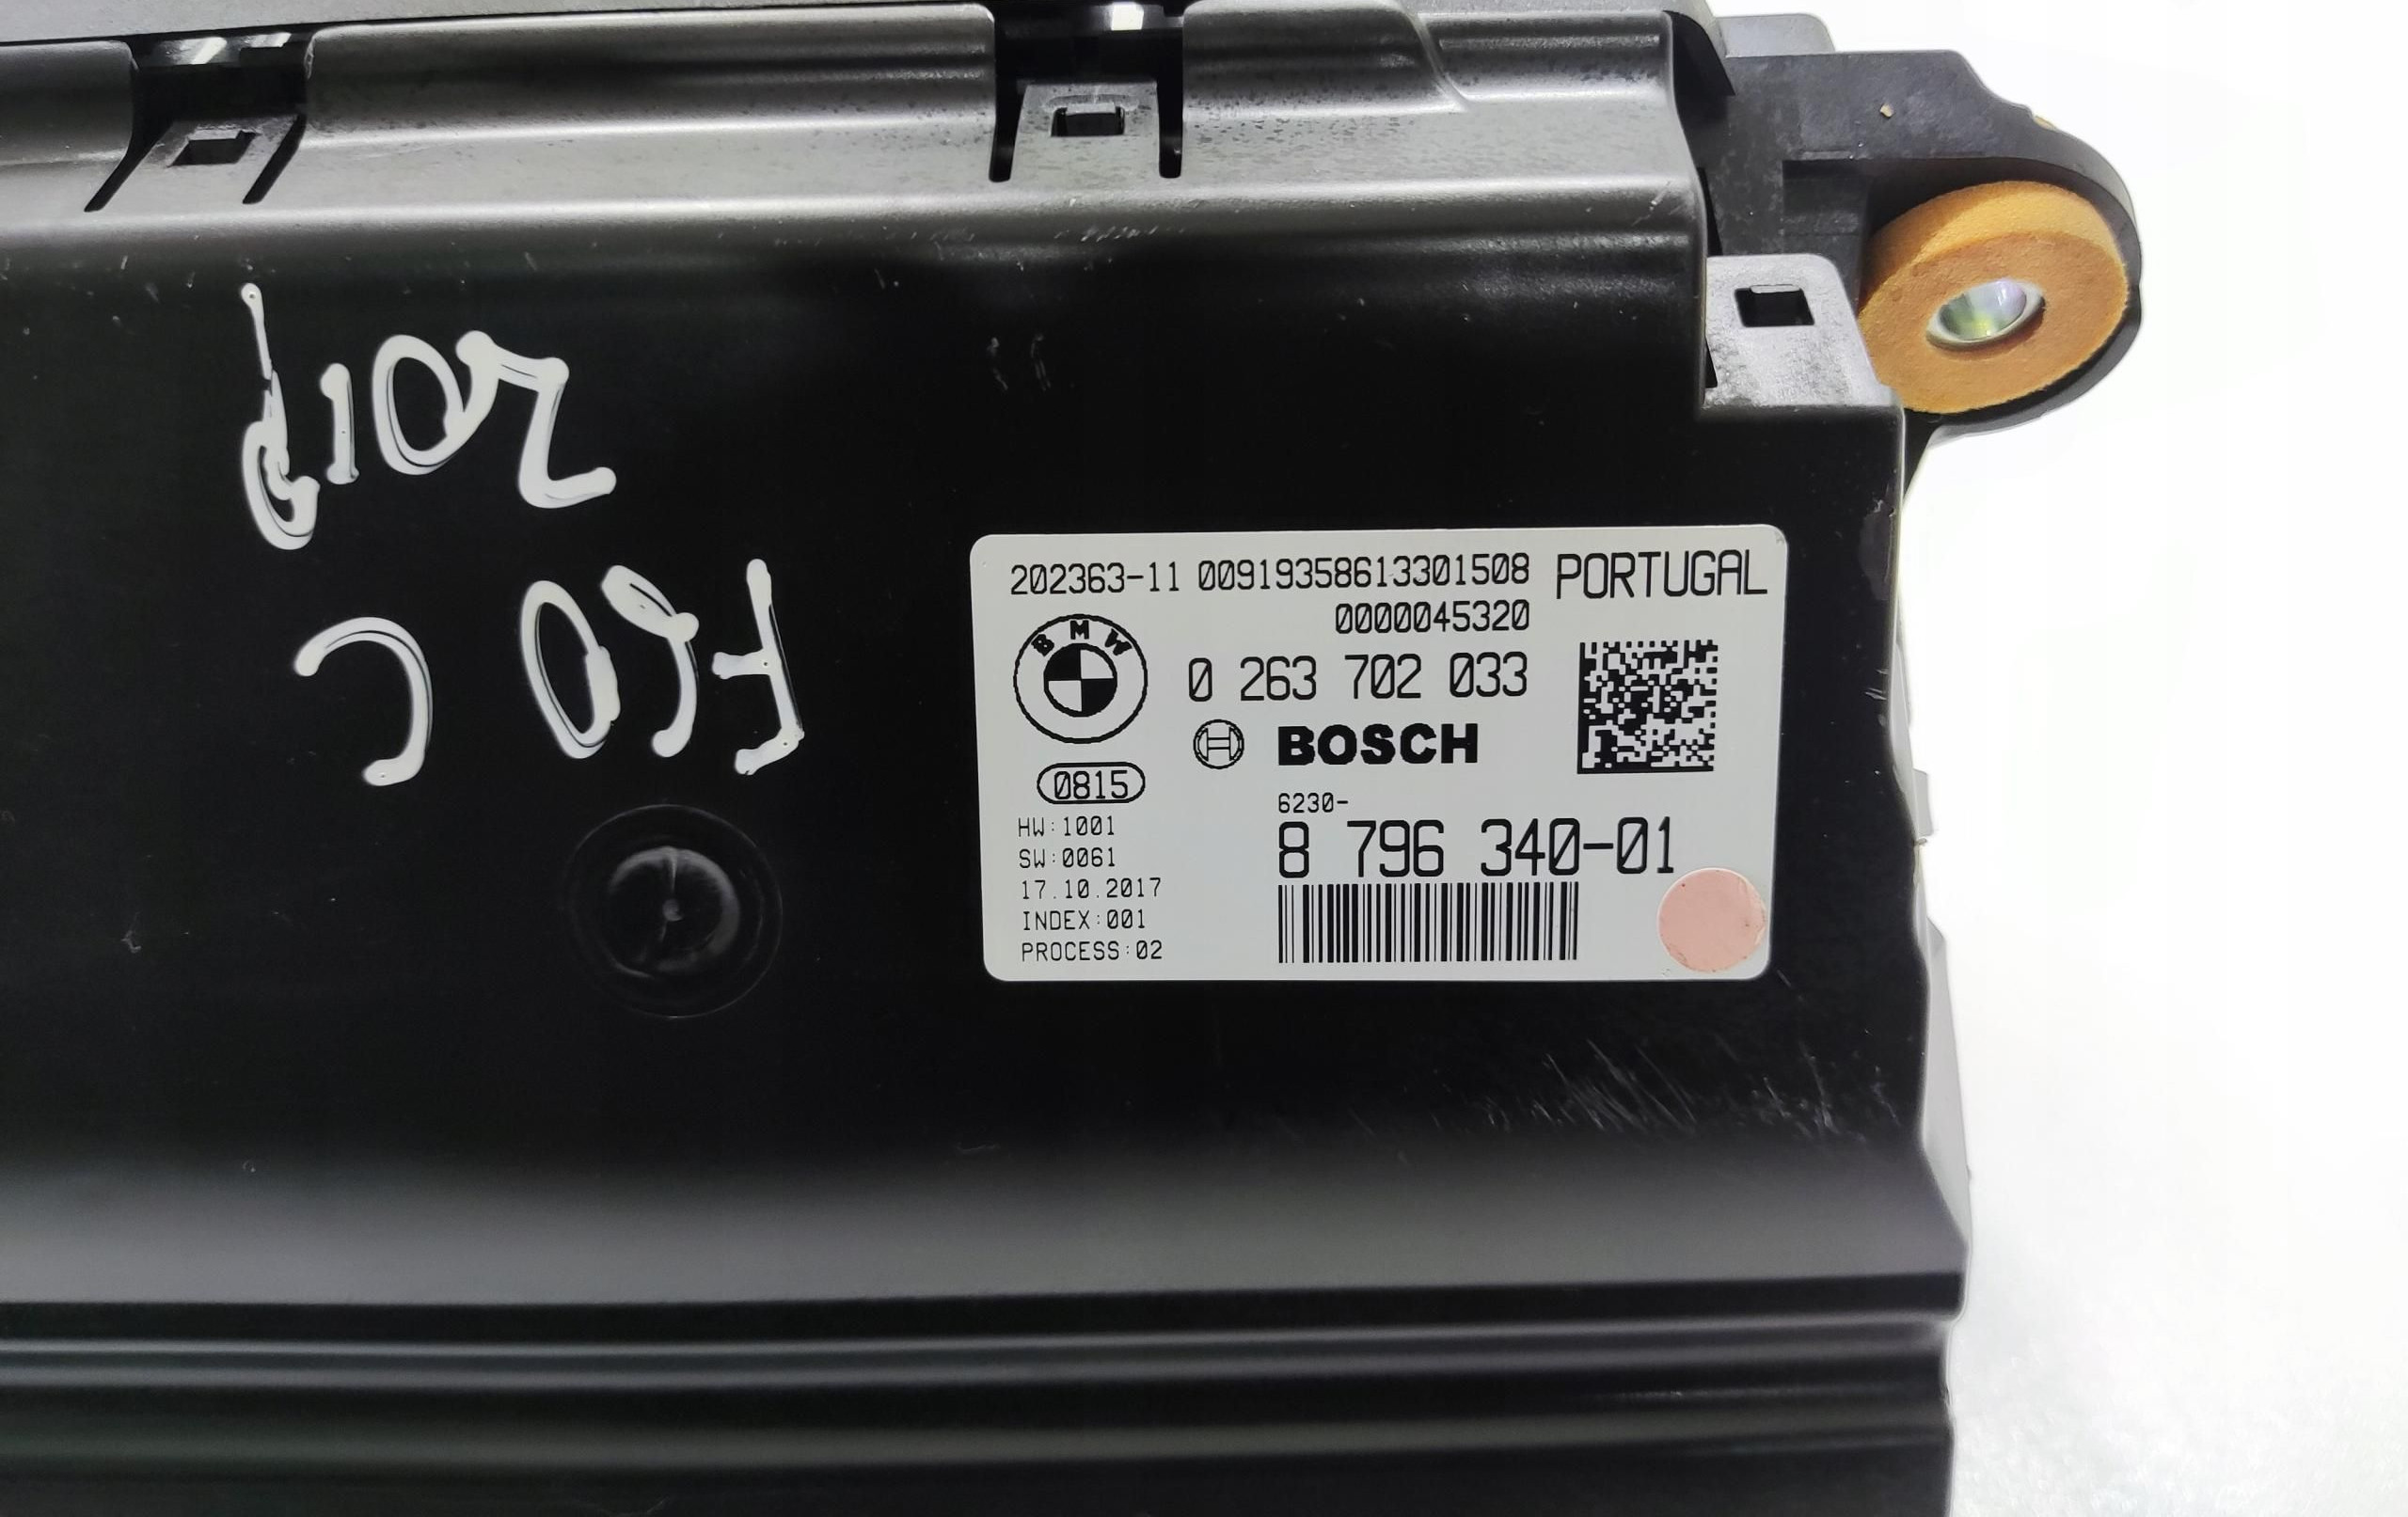 F60 C
2019
202363-11 00919358613301508 PORTUGAL
0000045320
BMW
0 263 702 033
BOSCH
0815
6230-
8 796 340-01
HW:1001
SW:0061
17.10.2017
INDEX:001
PROCESS:02